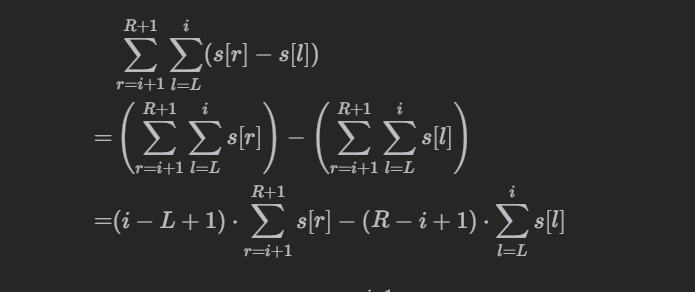 \sum_{r=i+1}^{R+1} \sum_{l=L}^{i} (s[r] - s[l])
= \left( \sum_{r=i+1}^{R+1} \sum_{l=L}^{i} s[r] \right) - \left( \sum_{r=i+1}^{R+1} \sum_{l=L}^{i} s[l] \right)
= (i - L + 1) \cdot \sum_{r=i+1}^{R+1} s[r] - (R - i + 1) \cdot \sum_{l=L}^{i} s[l]